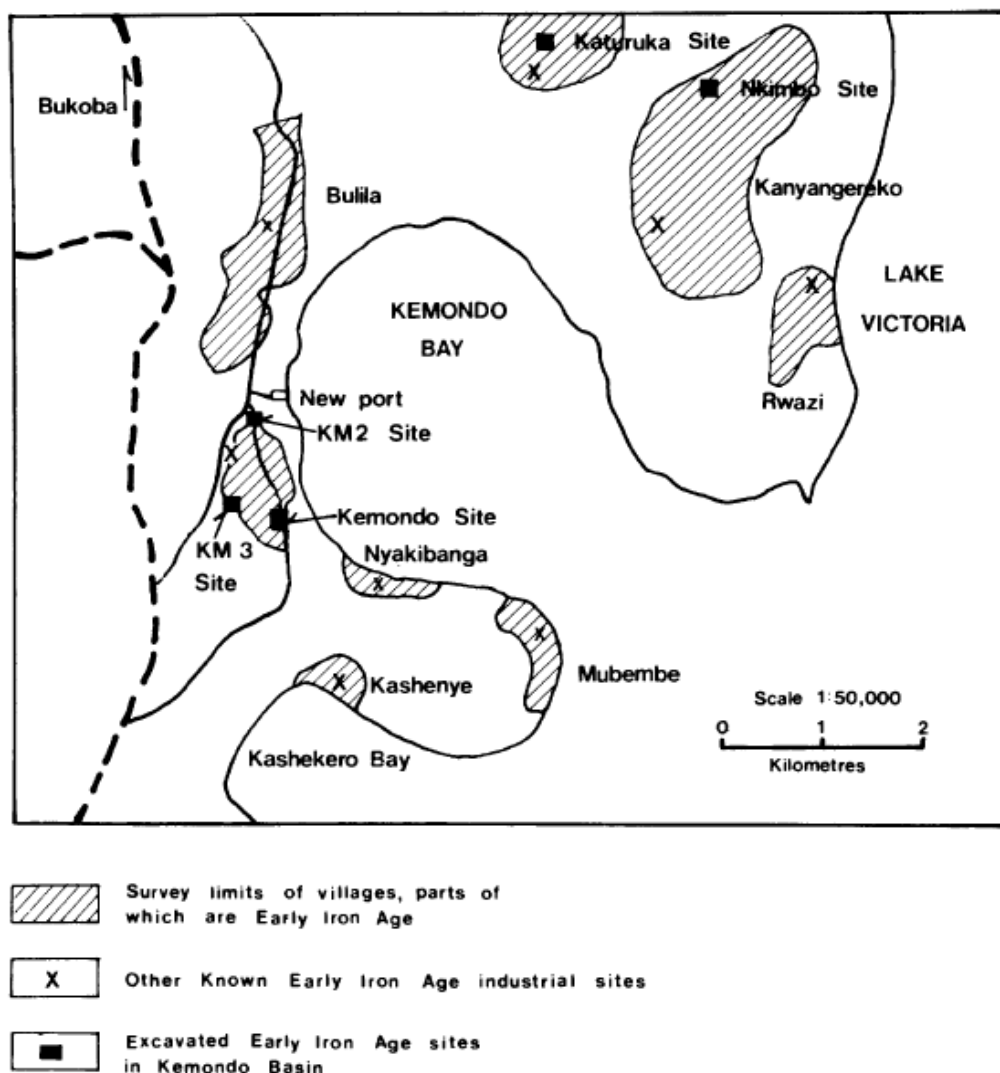 Katuruka Site
Nkimbo Site
Bukoba
Bulila
Kanyangereko
LAKE
VICTORIA
KEMONDO
BAY
New port
KM2 Site
Rwazi
Kemondo Site
KM 3
Site
Nyakibanga
Kashenye
Mubembe
Kashekero Bay
Scale 1:50,000
0 1 2
Kilometres
Survey limits of villages, parts of
which are Early Iron Age
X Other Known Early Iron Age industrial sites
Excavated Early Iron Age sites
in Kemondo Basin